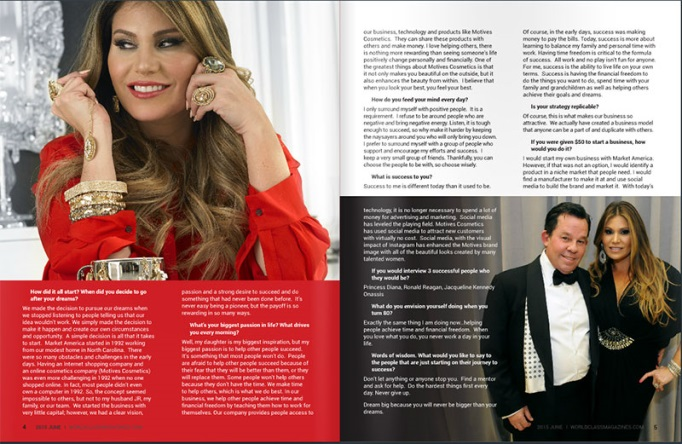 How did it all start? When did you decide to go
after your dreams?
We made the decision to pursue our dreams when
we stopped listening to people telling us that our
idea wouldn't work. We simply made the decision to
make it happen and create our own circumstances
and opportunity. A simple decision is all that it takes
to start. Market America started in 1992 working
from our modest home in North Carolina. There
were so many obstacles and challenges in the early
days. Having an Internet shopping company and
an online cosmetics company (Motives Cosmetics)
was even more challenging in 1992 when no one
shopped online. In fact, most people didn't even
own a computer in 1992. So, the concept seemed
impossible to others, but not to my husband JR, my
family, or our team. We started the business with
very little capital; however, we had a clear vision,
passion and a strong desire to succeed and do
something that had never been done before. It's
never easy being a pioneer, but the payoff is so
rewarding in so many ways.
What's your biggest passion in life? What drives
you every morning?
Well, my daughter is my biggest inspiration, but my
biggest passion is to help other people succeed.
It's something that most people won't do. People
are afraid to help other people succeed because of
their fear that they will be better than them, or they
will replace them. Some people won't help others
because they don't have the time. We make time
to help others, which is what we do best. In our
business, we help other people achieve time and
financial freedom by teaching them how to work for
themselves. Our company provides people access to
4 2015 JUNE | WORLDCLASSMAGAZINES.COM
our business, technology and products like Motives
Cosmetics. They can share these products with
others and make money. I love helping others, there
is nothing more rewarding than seeing someone's life
positively change personally and financially. One of
the greatest things about Motives Cosmetics is that
it not only makes you beautiful on the outside, but it
also enhances the beauty from within. I believe that
when you look your best, you feel your best.
How do you feed your mind every day?
I only surround myself with positive people. It is a
requirement. I refuse to be around people who are
negative and bring negative energy. Listen, it is tough
enough to succeed, so why make it harder by keeping
the naysayers around you who will only bring you down.
I prefer to surround myself with a group of people who
support and encourage my efforts and success. I
keep a very small group of friends. Thankfully, you can
choose the people to be with, so choose wisely.
What is success to you?
Success to me is different today than it used to be.
Of course, in the early days, success was making
money to pay the bills. Today, success is more about
learning to balance my family and personal time with
work. Having time freedom is critical to the formula
of success. All work and no play isn't fun for anyone.
For me, success is the ability to live life on your own
terms. Success is having the financial freedom to
do the things you want to do, spend time with your
family and grandchildren as well as helping others
achieve their goals and dreams.
Is your strategy replicable?
Of course, this is what makes our business so
attractive. We actually have created a business model
that anyone can be a part of and duplicate with others.
If you were given $50 to start a business, how
would you do it?
I would start my own business with Market America.
However, if that was not an option, I would identify a
product in a niche market that people need. I would
find a manufacturer to make it at and use social
media to build the brand and market it. With today's
technology, it is no longer necessary to spend a lot of
money for advertising and marketing. Social media
has leveled the playing field. Motives Cosmetics
has used social media to attract new customers
with virtually no cost. Social media, with the visual
impact of Instagram has enhanced the Motives brand
image with all of the beautiful looks created by many
talented women.
If you would interview 3 successful people who
they would be?
Princess Diana, Ronald Reagan, Jacqueline Kennedy
Onassis
What do you envision yourself doing when you
turn 80?
Exactly the same thing I am doing now...helping
people achieve time and financial freedom. When
you love what you do, you never work a day in your
life.
Words of wisdom. What would you like to say to
the people that are just starting on their journey to
success?
Don't let anything or anyone stop you. Find a mentor
and ask for help. Do the hardest things first every
day. Never give up.
Dream big because you will never be bigger than your
dreams.
2015 JUNE | WORLDCLASSMAGAZINES.COM 5